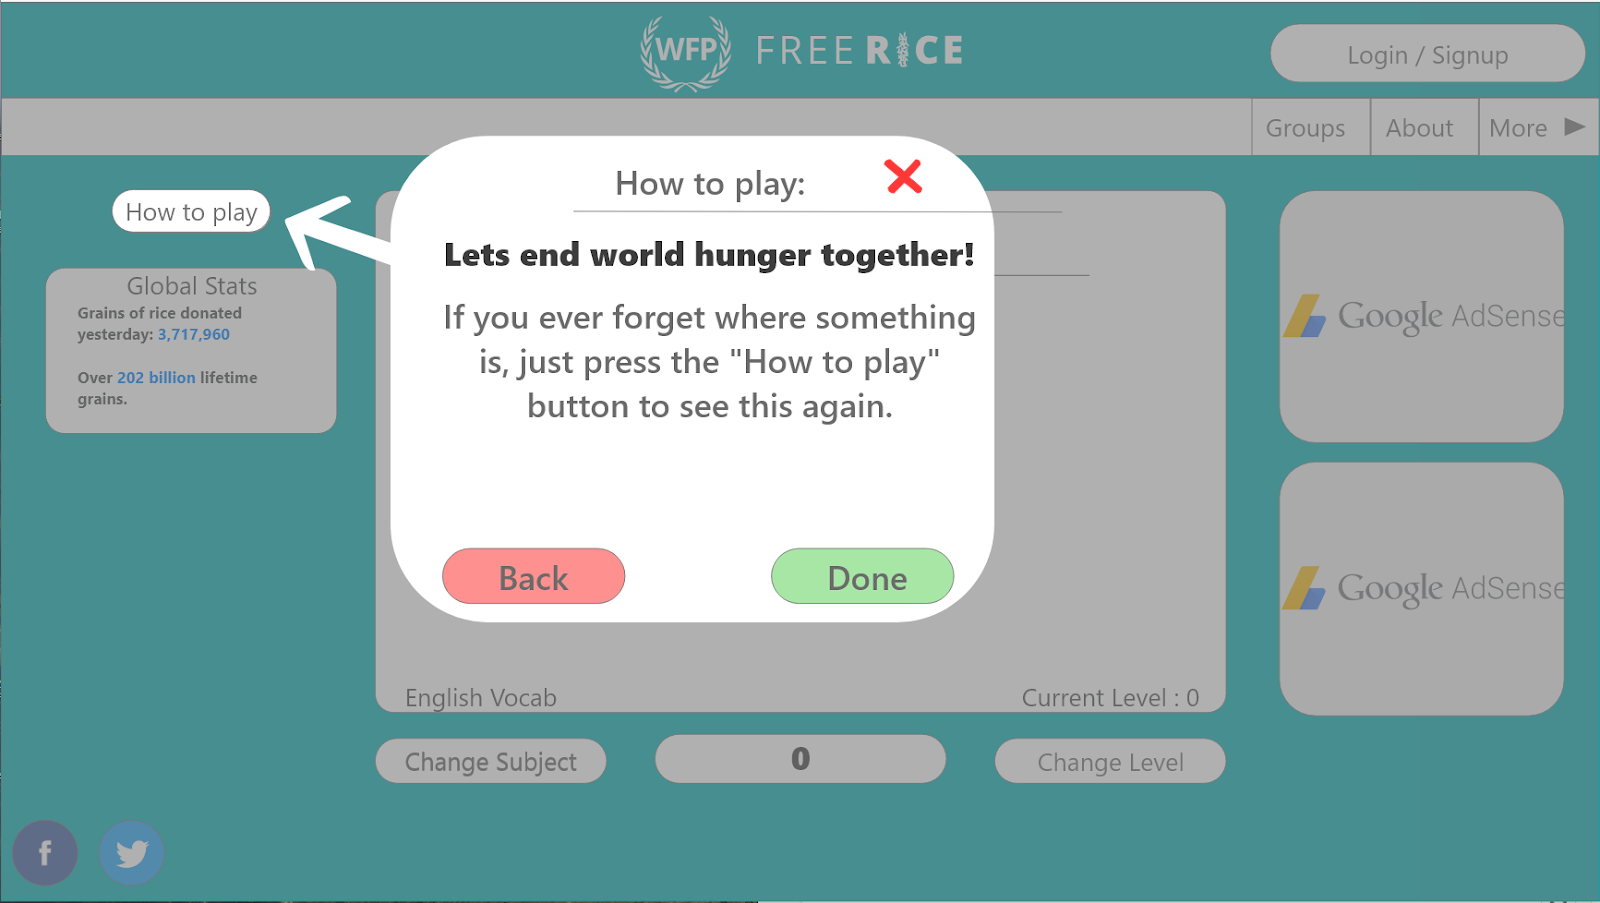 WFP FREE RICE
Login / Signup
Groups
About
More
How to play
How to play:
Lets end world hunger together!
If you ever forget where something
is, just press the "How to play"
button to see this again.
Back
Done
Global Stats
Grains of rice donated
yesterday: 3,717,960
Over 202 billion lifetime
grains.
Google AdSense
Google AdSense
English Vocab
Current Level : 0
Change Subject
0
Change Level
f